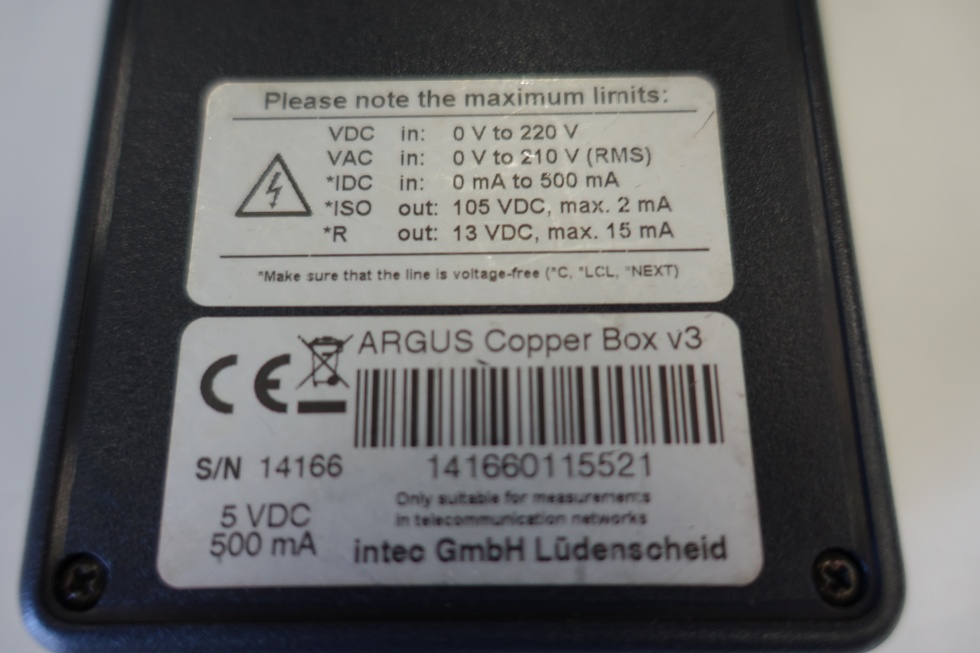 Please note the maximum limits:
VDC in: 0 V to 220 V
VAC in: 0 V to 210 V (RMS)
*IDC in: 0 mA to 500 mA
*ISO out: 105 VDC, max. 2 mA
*R out: 13 VDC, max. 15 mA
*Make sure that the line is voltage-free (*C, *LCL, *NEXT)
CE ARGUS Copper Box v3
S/N 14166
141660115521
Only suitable for measurements
in telecommunication networks
5 VDC
500 mA
intec GmbH Lüdenscheid